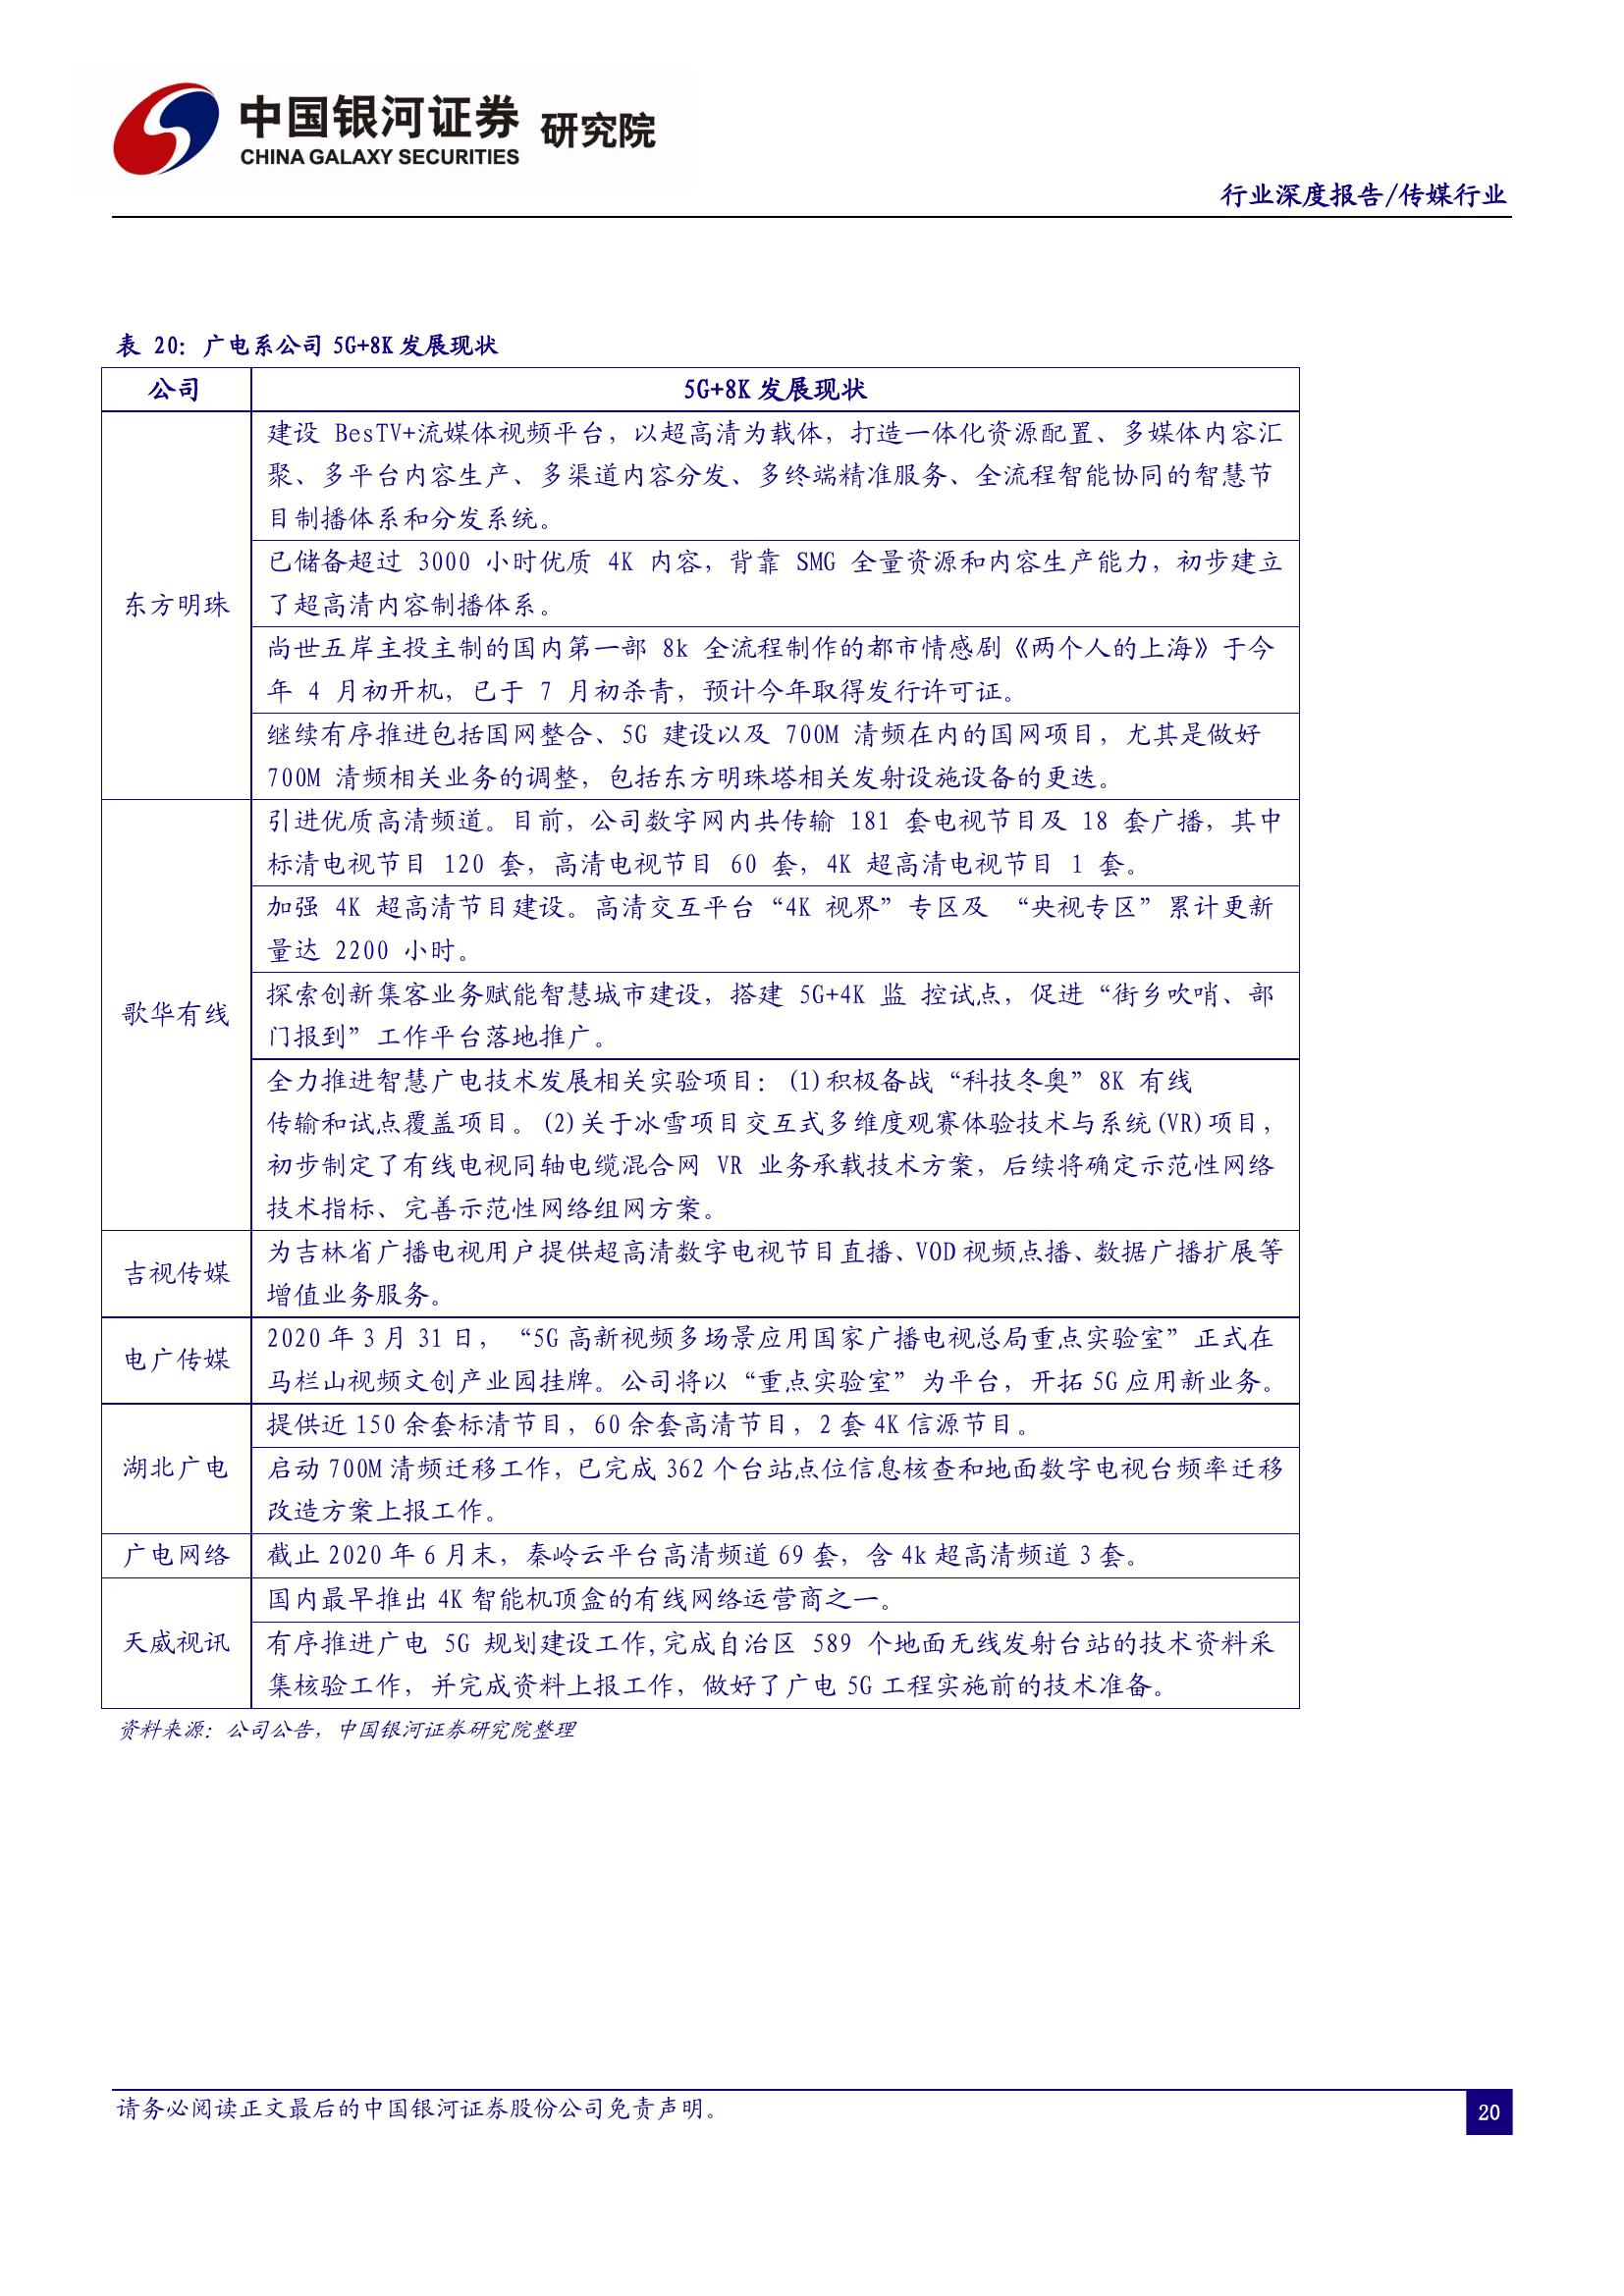 中国银河证券 研究院
CHINA GALAXY SECURITIES
行业深度报告/传媒行业
表 20：广电系公司 5G+8K 发展现状
公司 5G+8K 发展现状
东方明珠
建设 BesTV+流媒体视频平台，以超高清为载体，打造一体化资源配置、多媒体内容汇
聚、多平台内容生产、多渠道内容分发、多终端精准服务、全流程智能协同的智慧节
目制播体系和分发系统。
已储备超过 3000 小时优质 4K 内容，背靠 SMG 全量资源和内容生产能力，初步建立
了超高清内容制播体系。
尚世五岸主投主制的国内第一部 8k 全流程制作的都市情感剧《两个人的上海》于今
年 4 月初开机，已于 7 月初杀青，预计今年取得发行许可证。
继续有序推进包括国网整合、5G 建设以及 700M 清频在内的国网项目，尤其是做好
700M 清频相关业务的调整，包括东方明珠塔相关发射设施设备的更迭。
歌华有线
引进优质高清频道。目前，公司数字网内共传输 181 套电视节目及 18 套广播，其中
标清电视节目 120 套，高清电视节目 60 套，4K 超高清电视节目 1 套。
加强 4K 超高清节目建设。高清交互平台“4K 视界”专区及 “央视专区”累计更新
量达 2200 小时。
探索创新集客业务赋能智慧城市建设，搭建 5G+4K 监 控试点，促进“街乡吹哨、部
门报到”工作平台落地推广。
全力推进智慧广电技术发展相关实验项目：(1)积极备战“科技冬奥”8K 有线
传输和试点覆盖项目。(2)关于冰雪项目交互式多维度观赛体验技术与系统(VR)项目，
初步制定了有线电视同轴电缆混合网 VR 业务承载技术方案，后续将确定示范性网络
技术指标、完善示范性网络组网方案。
吉视传媒
为吉林省广播电视用户提供超高清数字电视节目直播、VOD 视频点播、数据广播扩展等
增值业务服务。
电广传媒
2020 年 3 月 31 日，“5G 高新视频多场景应用国家广播电视总局重点实验室”正式在
马栏山视频文创产业园挂牌。公司将以“重点实验室”为平台，开拓 5G 应用新业务。
湖北广电
提供近 150 余套标清节目，60 余套高清节目，2 套 4K 信源节目。
启动 700M 清频迁移工作，已完成 362 个台站点位信息核查和地面数字电视台频率迁移
改造方案上报工作。
广电网络 截止 2020 年 6 月末，秦岭云平台高清频道 69 套，含 4k 超高清频道 3 套。
天威视讯
国内最早推出 4K 智能机顶盒的有线网络运营商之一。
有序推进广电 5G 规划建设工作,完成自治区 589 个地面无线发射台站的技术资料采
集核验工作，并完成资料上报工作，做好了广电 5G 工程实施前的技术准备。
资料来源：公司公告，中国银河证券研究院整理
请务必阅读正文最后的中国银河证券股份公司免责声明。
20